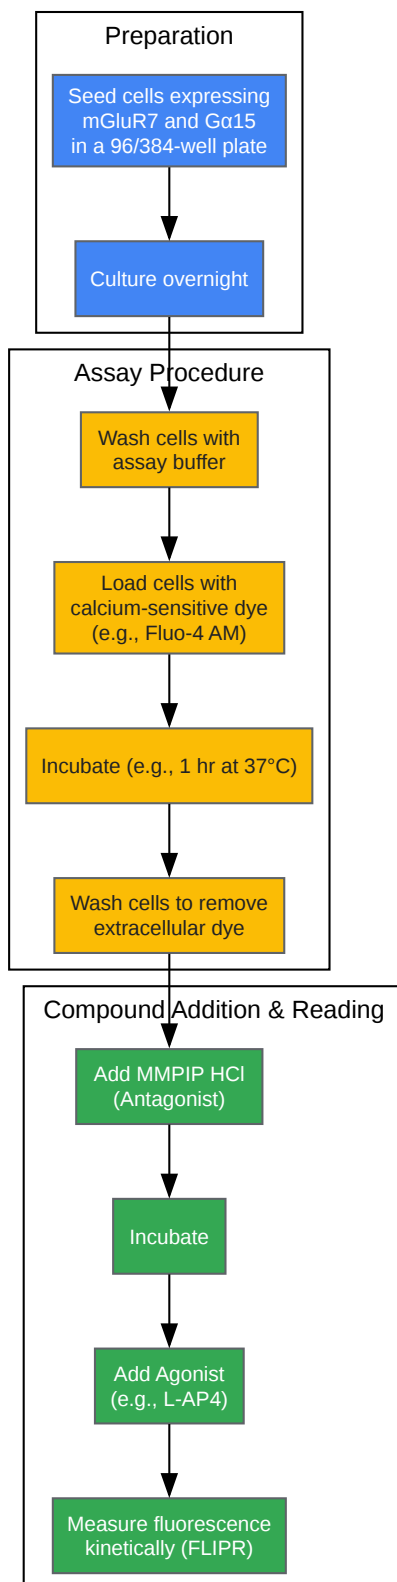 Preparation
Seed cells expressing
mGluR7 and Gα15
in a 96/384-well plate
Culture overnight
Assay Procedure
Wash cells with
assay buffer
Load cells with
calcium-sensitive dye
(e.g., Fluo-4 AM)
Incubate (e.g., 1 hr at 37°C)
Wash cells to remove
extracellular dye
Compound Addition & Reading
Add MMPIP HCl
(Antagonist)
Incubate
Add Agonist
(e.g., L-AP4)
Measure fluorescence
kinetically (FLIPR)